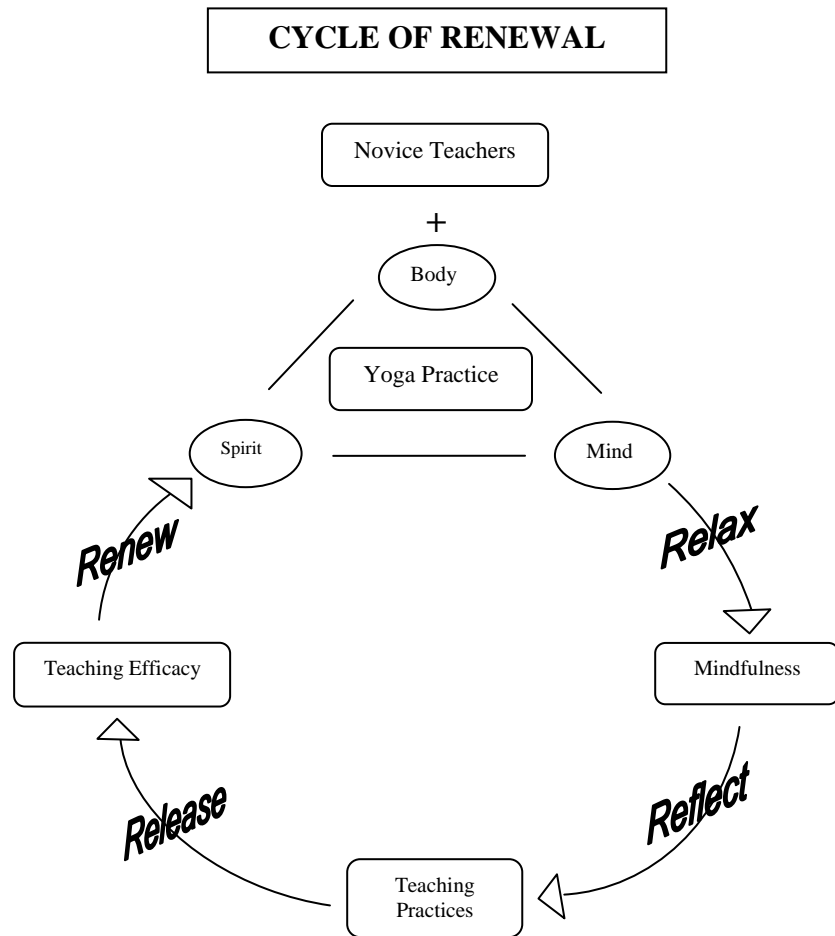 CYCLE OF RENEWAL
Novice Teachers
+
Body
Yoga Practice
Spirit
Mind
Renew
Relax
Teaching Efficacy
Mindfulness
Release
Reflect
Teaching
Practices